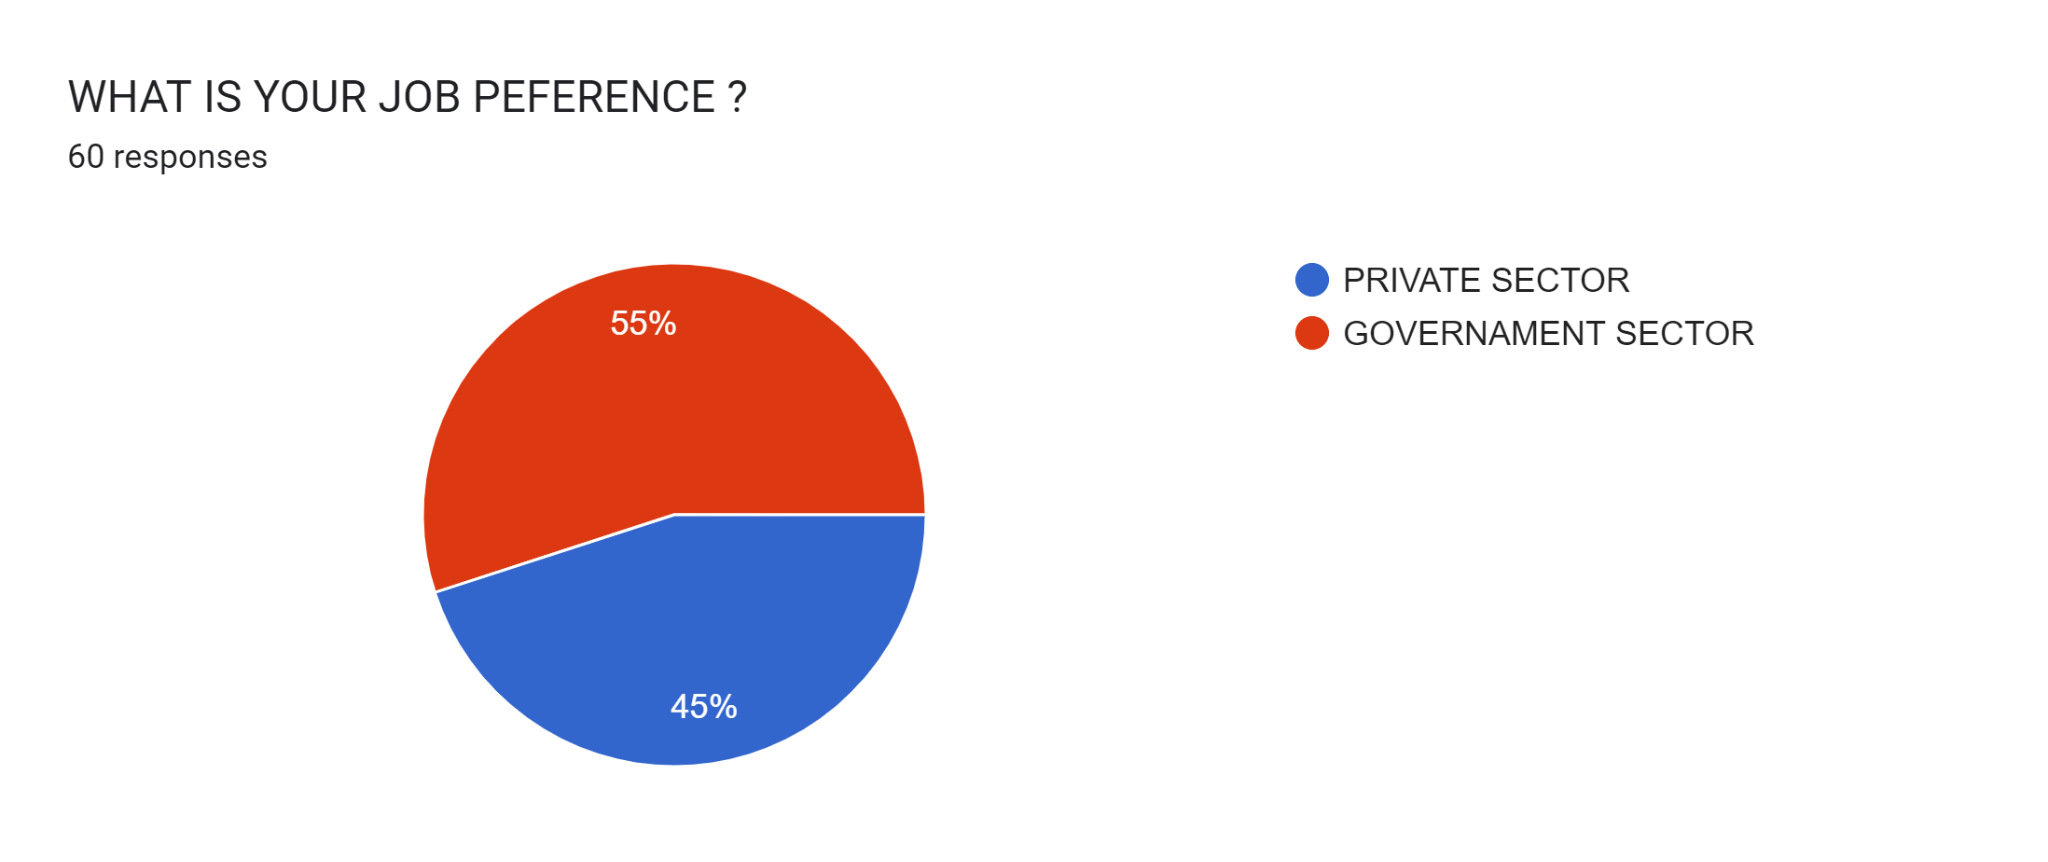 WHAT IS YOUR JOB PEFERENCE ?
60 responses
PRIVATE SECTOR
GOVERNAMENT SECTOR
55%
45%